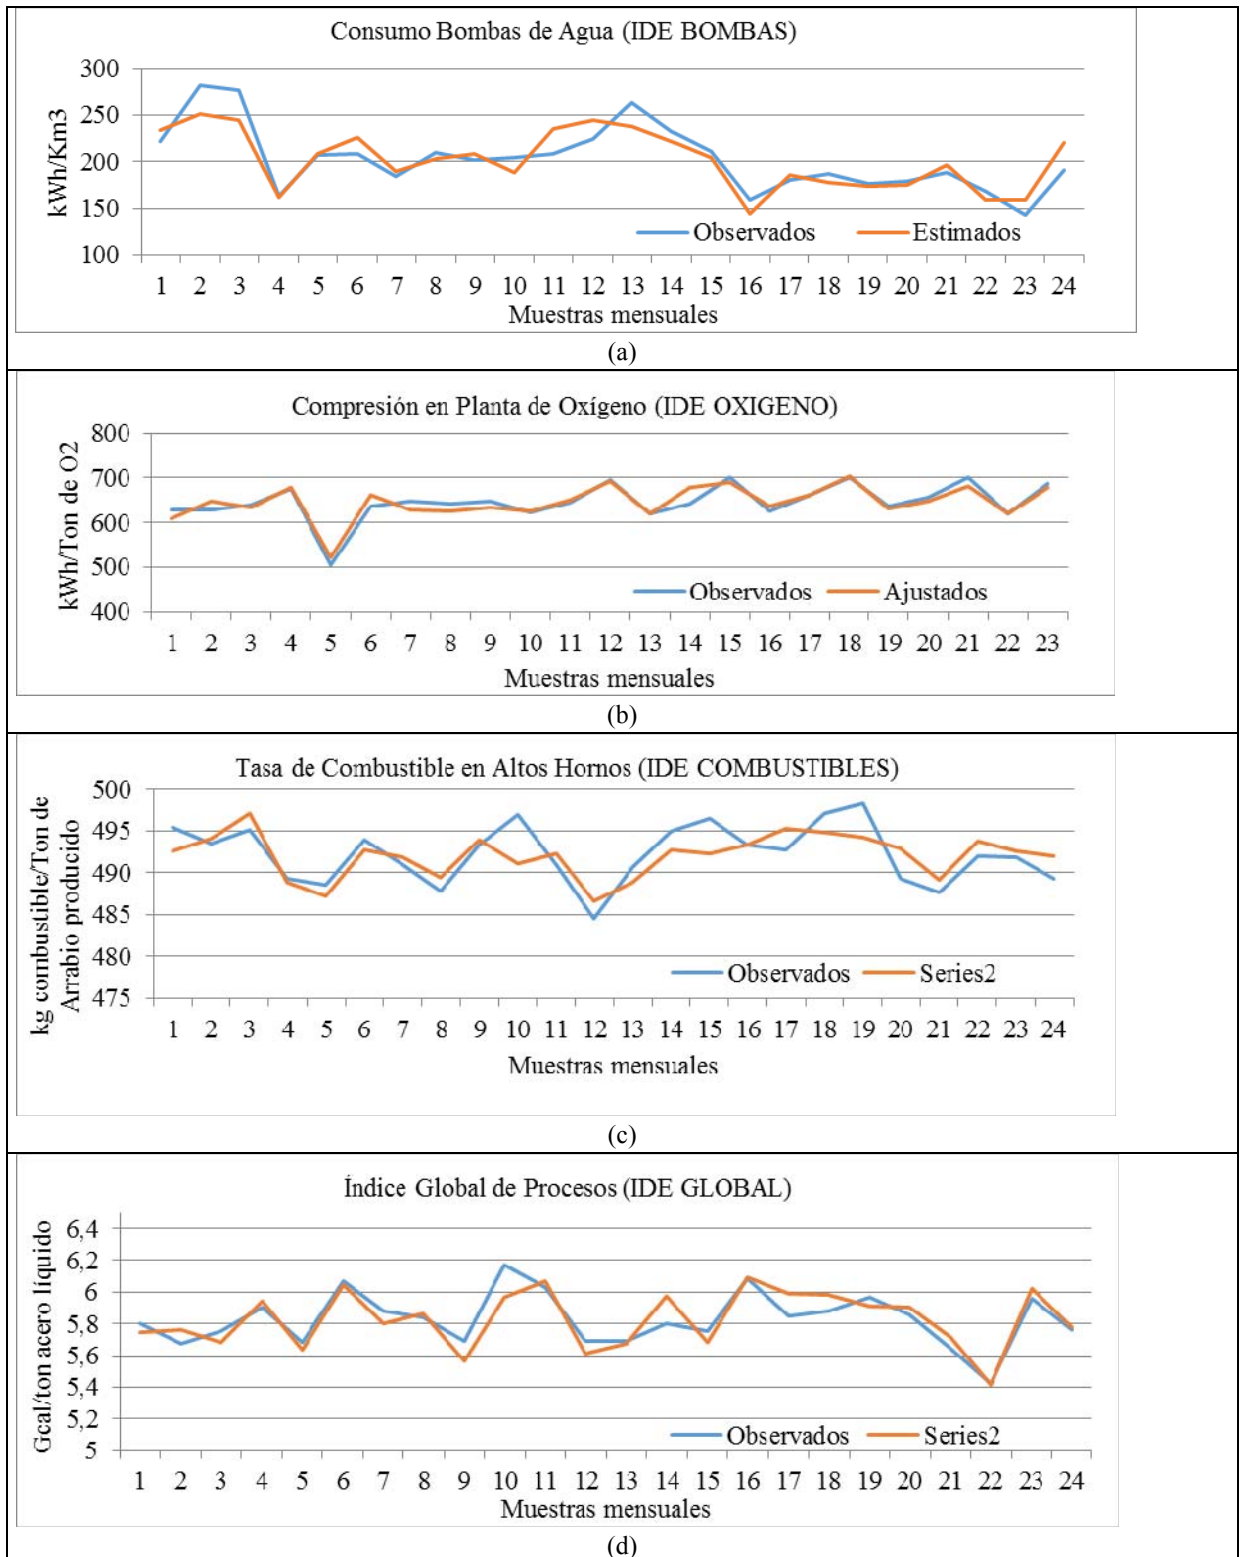 Consumo Bombas de Agua (IDE BOMBAS)
kWh/Km3
300
250
200
150
100
Observados Estimados
1 2 3 4 5 6 7 8 9 10 11 12 13 14 15 16 17 18 19 20 21 22 23 24
Muestras mensuales
(a)
Compresión en Planta de Oxígeno (IDE OXIGENO)
kWh/Ton de O2
800
700
600
500
400
Observados Ajustados
1 2 3 4 5 6 7 8 9 10 11 12 13 14 15 16 17 18 19 20 21 22 23
Muestras mensuales
(b)
Tasa de Combustible en Altos Hornos (IDE COMBUSTIBLES)
kg combustible/Ton de
Arrabio producido
500
495
490
485
480
475
Observados Series2
1 2 3 4 5 6 7 8 9 10 11 12 13 14 15 16 17 18 19 20 21 22 23 24
Muestras mensuales
(c)
Índice Global de Procesos (IDE GLOBAL)
Gcal/ton acero líquido
6,4
6,2
6
5,8
5,6
5,4
5,2
5
Observados Series2
1 2 3 4 5 6 7 8 9 10 11 12 13 14 15 16 17 18 19 20 21 22 23 24
Muestras mensuales
(d)